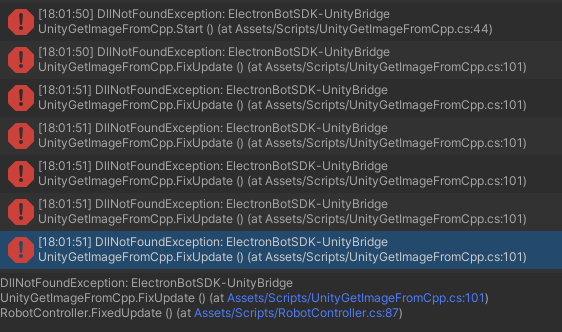 [18:01:50] DllNotFoundException: ElectronBotSDK-UnityBridge
UnityGetImageFromCpp.Start () (at Assets/Scripts/UnityGetImageFromCpp.cs:44)
[18:01:50] DllNotFoundException: ElectronBotSDK-UnityBridge
UnityGetImageFromCpp.FixUpdate () (at Assets/Scripts/UnityGetImageFromCpp.cs:101)
[18:01:51] DllNotFoundException: ElectronBotSDK-UnityBridge
UnityGetImageFromCpp.FixUpdate () (at Assets/Scripts/UnityGetImageFromCpp.cs:101)
[18:01:51] DllNotFoundException: ElectronBotSDK-UnityBridge
UnityGetImageFromCpp.FixUpdate () (at Assets/Scripts/UnityGetImageFromCpp.cs:101)
[18:01:51] DllNotFoundException: ElectronBotSDK-UnityBridge
UnityGetImageFromCpp.FixUpdate () (at Assets/Scripts/UnityGetImageFromCpp.cs:101)
[18:01:51] DllNotFoundException: ElectronBotSDK-UnityBridge
UnityGetImageFromCpp.FixUpdate () (at Assets/Scripts/UnityGetImageFromCpp.cs:101)
[18:01:51] DllNotFoundException: ElectronBotSDK-UnityBridge
UnityGetImageFromCpp.FixUpdate () (at Assets/Scripts/UnityGetImageFromCpp.cs:101)
DllNotFoundException: ElectronBotSDK-UnityBridge
UnityGetImageFromCpp.FixUpdate () (at Assets/Scripts/UnityGetImageFromCpp.cs:101)
RobotController.FixedUpdate () (at Assets/Scripts/RobotController.cs:87)